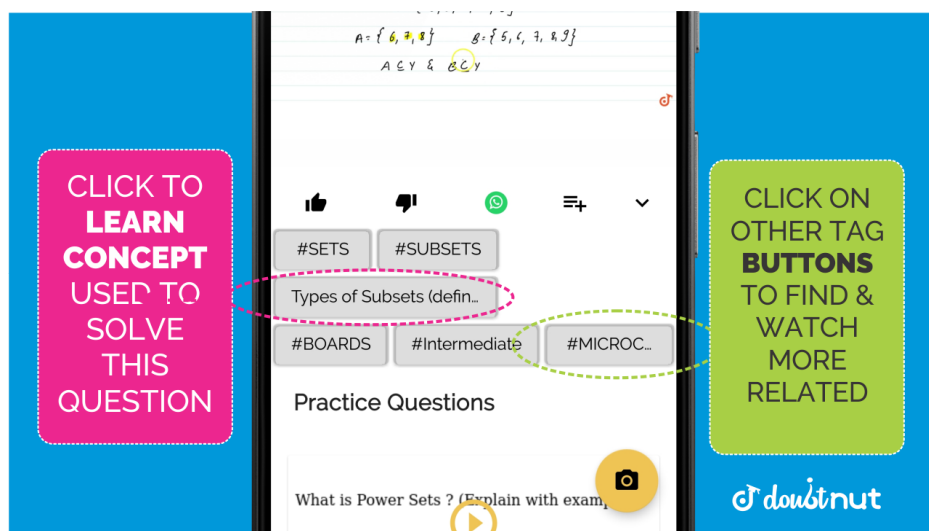 A = { 6, 7, 8 }    B = { 5, 6, 7, 8, 9 }
A ⊆ Y & B ⊆ Y
CLICK TO
LEARN
CONCEPT
USED TO
SOLVE
THIS
QUESTION
#SETS #SUBSETS
Types of Subsets (defin...
#BOARDS #Intermediate #MICROC...
Practice Questions
What is Power Sets ? (Explain with exam
CLICK ON
OTHER TAG
BUTTONS
TO FIND &
WATCH
MORE
RELATED
doubtnut